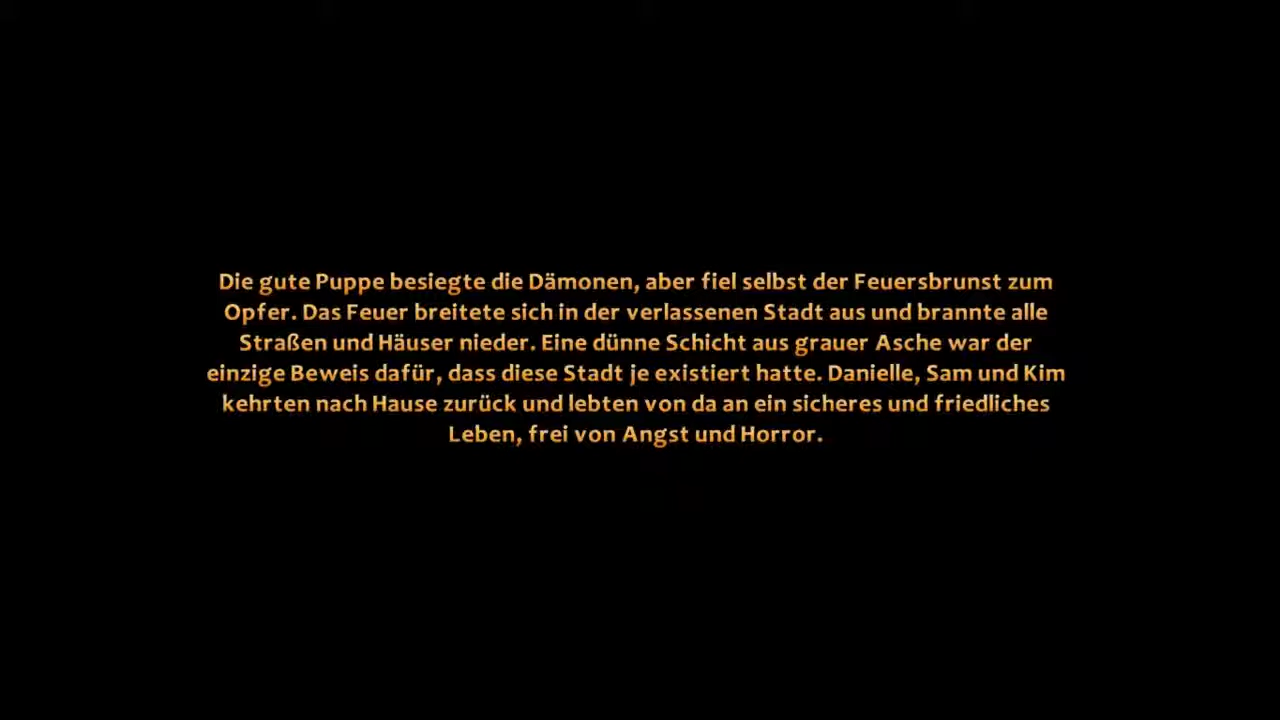 Die gute Puppe besiegte die Dämonen, aber fiel selbst der Feuersbrunst zum
Opfer. Das Feuer breitete sich in der verlassenen Stadt aus und brannte alle
Straßen und Häuser nieder. Eine dünne Schicht aus grauer Asche war der
einzige Beweis dafür, dass diese Stadt je existiert hatte. Danielle, Sam und Kim
kehrten nach Hause zurück und lebten von da an ein sicheres und friedliches
Leben, frei von Angst und Horror.